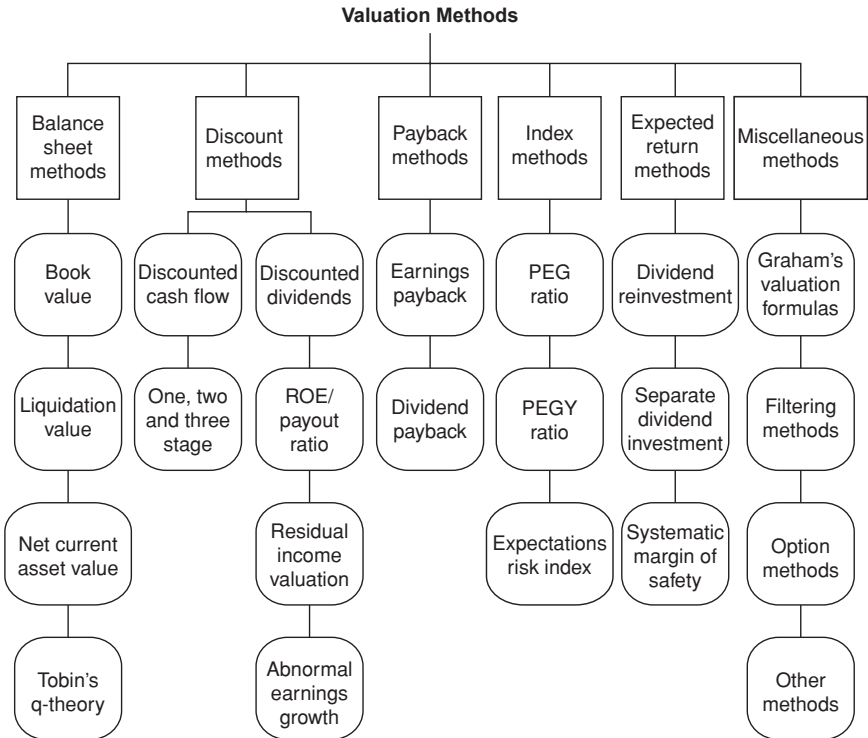 Valuation Methods
Balance
sheet
methods
Discount
methods
Payback
methods
Index
methods
Expected
return
methods
Miscellaneous
methods
Book
value
Discounted
cash flow
Discounted
dividends
Earnings
payback
PEG
ratio
Dividend
reinvestment
Graham’s
valuation
formulas
Liquidation
value
One, two
and three
stage
ROE/
payout
ratio
Dividend
payback
PEGY
ratio
Separate
dividend
investment
Filtering
methods
Net current
asset value
Residual
income
valuation
Expectations
risk index
Systematic
margin of
safety
Option
methods
Tobin’s
q-theory
Abnormal
earnings
growth
Other
methods